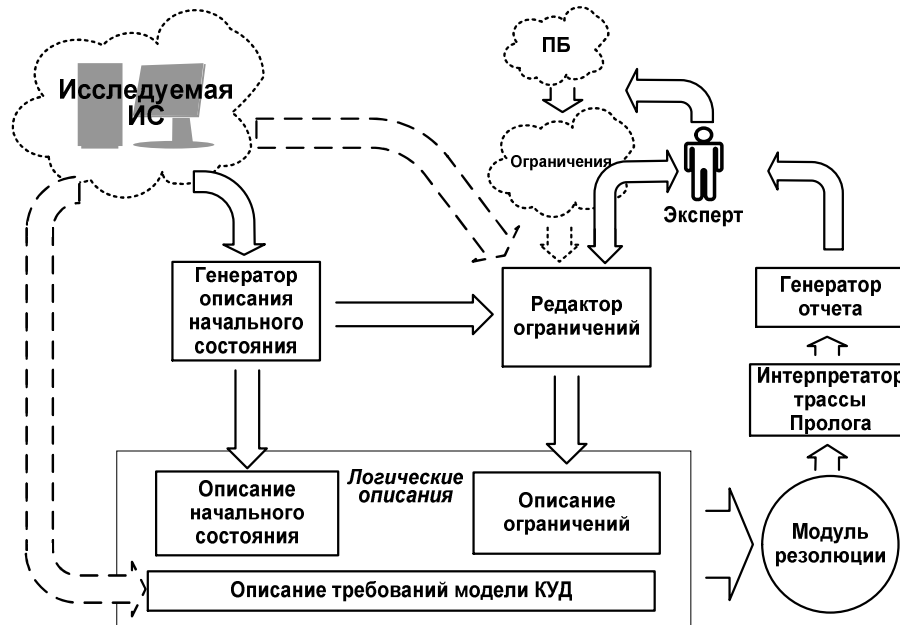 ПБ
Исследуемая
ИС
Ограничения
Эксперт
Генератор
описания
начального
состояния
Редактор
ограничений
Генератор
отчета
Интерпретатор
трассы
Пролога
Логические
описания
Описание
начального
состояния
Описание
ограничений
Модуль
резолюции
Описание требований модели КУД